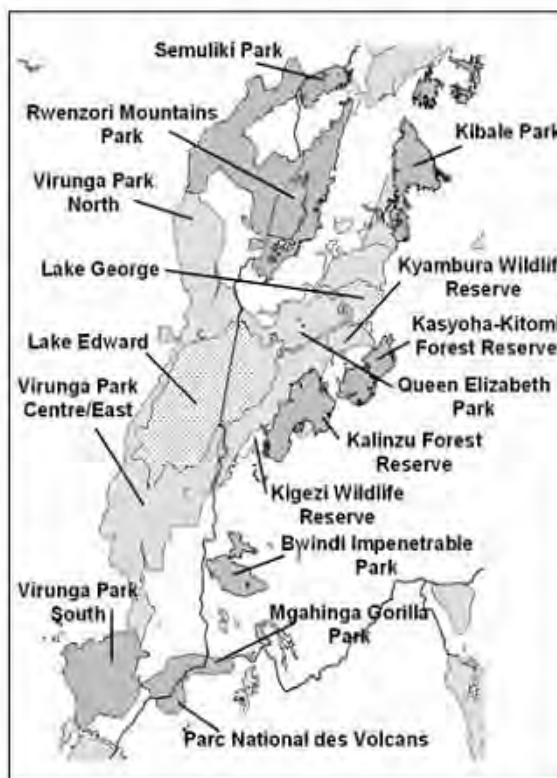 Semuliki Park
Rwenzori Mountains
Park
Kibale Park
Virunga Park
North
Lake George
Kyambura Wildlife
Reserve
Lake Edward
Kasyoha-Kitomi
Forest Reserve
Virunga Park
Centre/East
Queen Elizabeth
Park
Kalinzu Forest
Reserve
Kigezi Wildlife
Reserve
Bwindi Impenetrable
Park
Virunga Park
South
Mgahinga Gorilla
Park
Parc National des Volcans